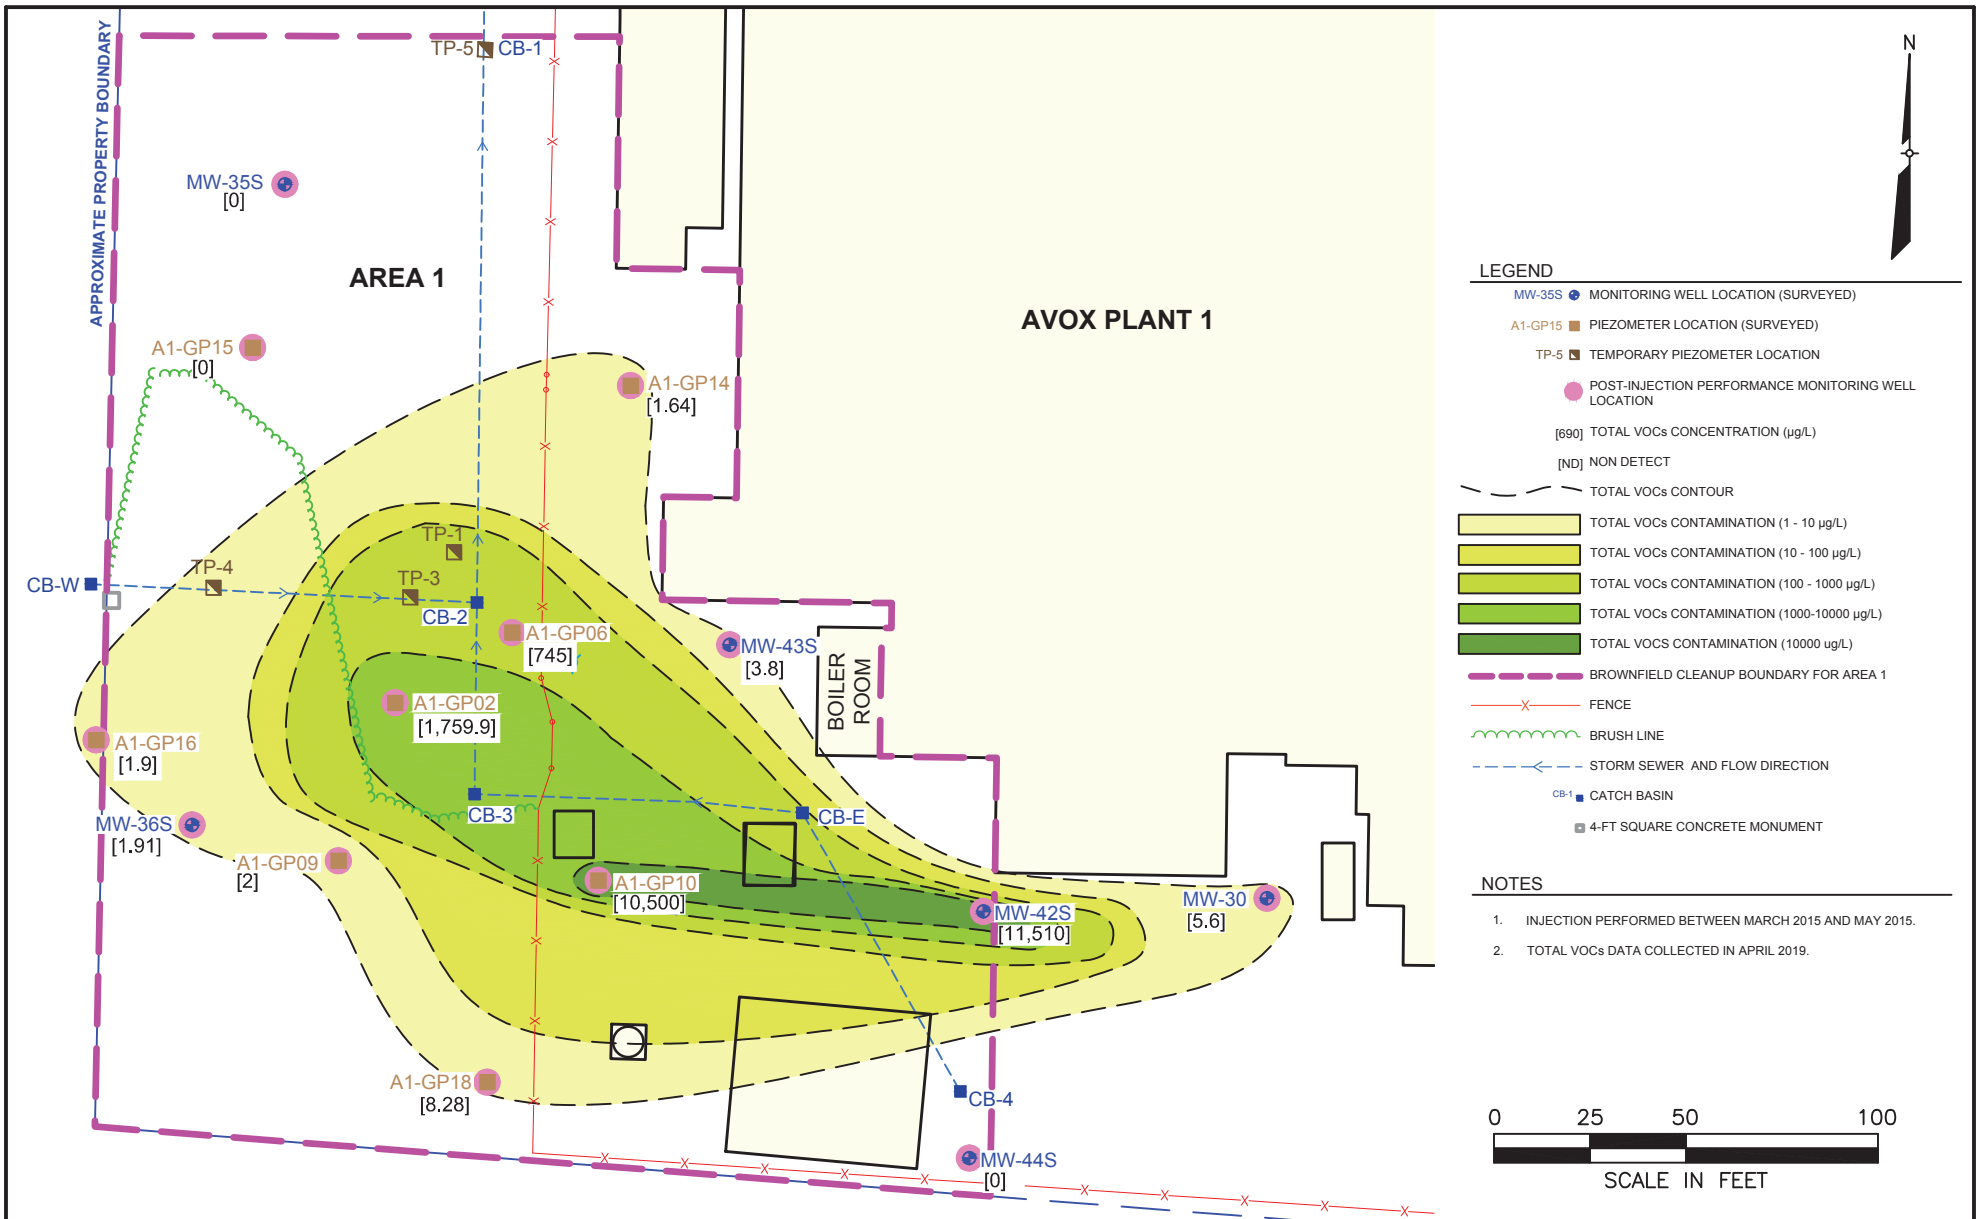 APPROXIMATE PROPERTY BOUNDARY
TP-5
CB-1
MW-35S
[0]
AREA 1
AVOX PLANT 1
A1-GP15
[0]
A1-GP14
[1.64]
TP-1
TP-4
TP-3
CB-W
CB-2
A1-GP06
[745]
MW-43S
[3.8]
BOILER
ROOM
A1-GP02
[1,759.9]
A1-GP16
[1.9]
CB-3
CB-E
MW-36S
[1.91]
A1-GP09
[2]
A1-GP10
[10,500]
MW-42S
[11,510]
MW-30
[5.6]
A1-GP18
[8.28]
CB-4
MW-44S
[0]
N
LEGEND
MW-35S MONITORING WELL LOCATION (SURVEYED)
A1-GP15 PIEZOMETER LOCATION (SURVEYED)
TP-5 TEMPORARY PIEZOMETER LOCATION
POST-INJECTION PERFORMANCE MONITORING WELL
LOCATION
[690] TOTAL VOCs CONCENTRATION (µg/L)
[ND] NON DETECT
TOTAL VOCs CONTOUR
TOTAL VOCs CONTAMINATION (1 - 10 µg/L)
TOTAL VOCs CONTAMINATION (10 - 100 µg/L)
TOTAL VOCs CONTAMINATION (100 - 1000 µg/L)
TOTAL VOCs CONTAMINATION (1000-10000 µg/L)
TOTAL VOCS CONTAMINATION (10000 ug/L)
BROWNFIELD CLEANUP BOUNDARY FOR AREA 1
FENCE
BRUSH LINE
STORM SEWER AND FLOW DIRECTION
CB-1 CATCH BASIN
4-FT SQUARE CONCRETE MONUMENT
NOTES
1. INJECTION PERFORMED BETWEEN MARCH 2015 AND MAY 2015.
2. TOTAL VOCs DATA COLLECTED IN APRIL 2019.
0 25 50 100
SCALE IN FEET